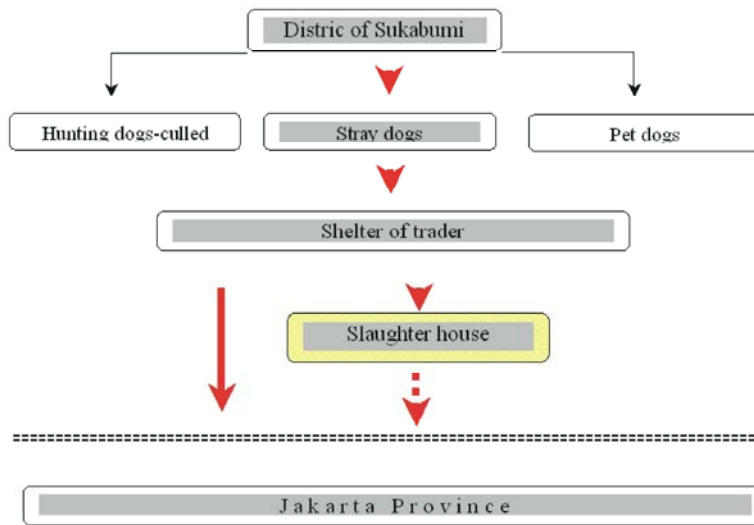 Distric of Sukabumi
Hunting dogs-culled
Stray dogs
Pet dogs
Shelter of trader
Slaughter house
Jakarta Province